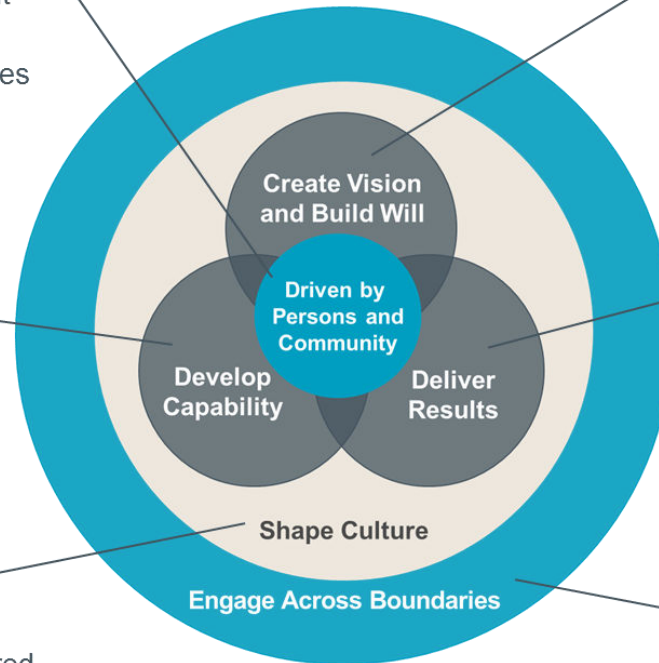 es
Create Vision
and Build Will
Driven by
Persons and
Community
Develop
Capability
Deliver
Results
Shape Culture
Engage Across Boundaries